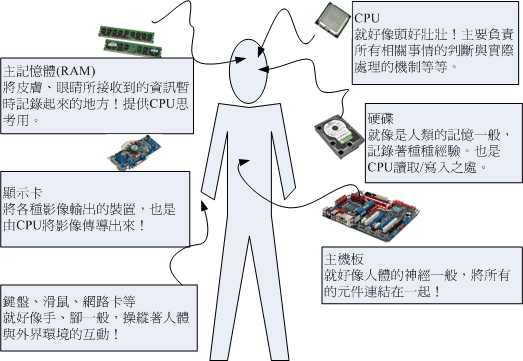 CPU
就好像頭好壯壯！主要負責
所有相關事情的判斷與實際
處理的機制等等。
主記憶體(RAM)
將皮膚、眼睛所接收到的資訊暫
時記錄起來的地方！提供CPU思
考用。
硬碟
就像是人類的記憶一般，
記錄著種種經驗。也是
CPU讀取/寫入之處。
顯示卡
將各種影像輸出的裝置，也是
由CPU將影像傳導出來！
主機板
就好像人體的神經一般，將所有
的元件連結在一起！
鍵盤、滑鼠、網路卡等
就好像手、腳一般，操縱著人體
與外界環境的互動！